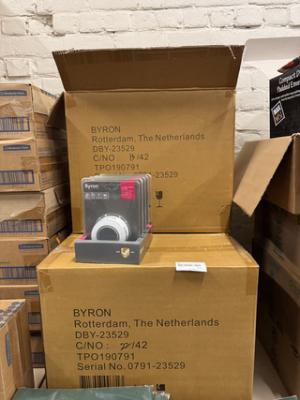 BYRON
Rotterdam, The Netherlands
DBY-23529
C/NO : /42
TPO190791
-23529
Byron
BYRON
Rotterdam, The Netherlands
DBY-23529
C/NO : /42
TPO190791
Serial No. 0791-23529